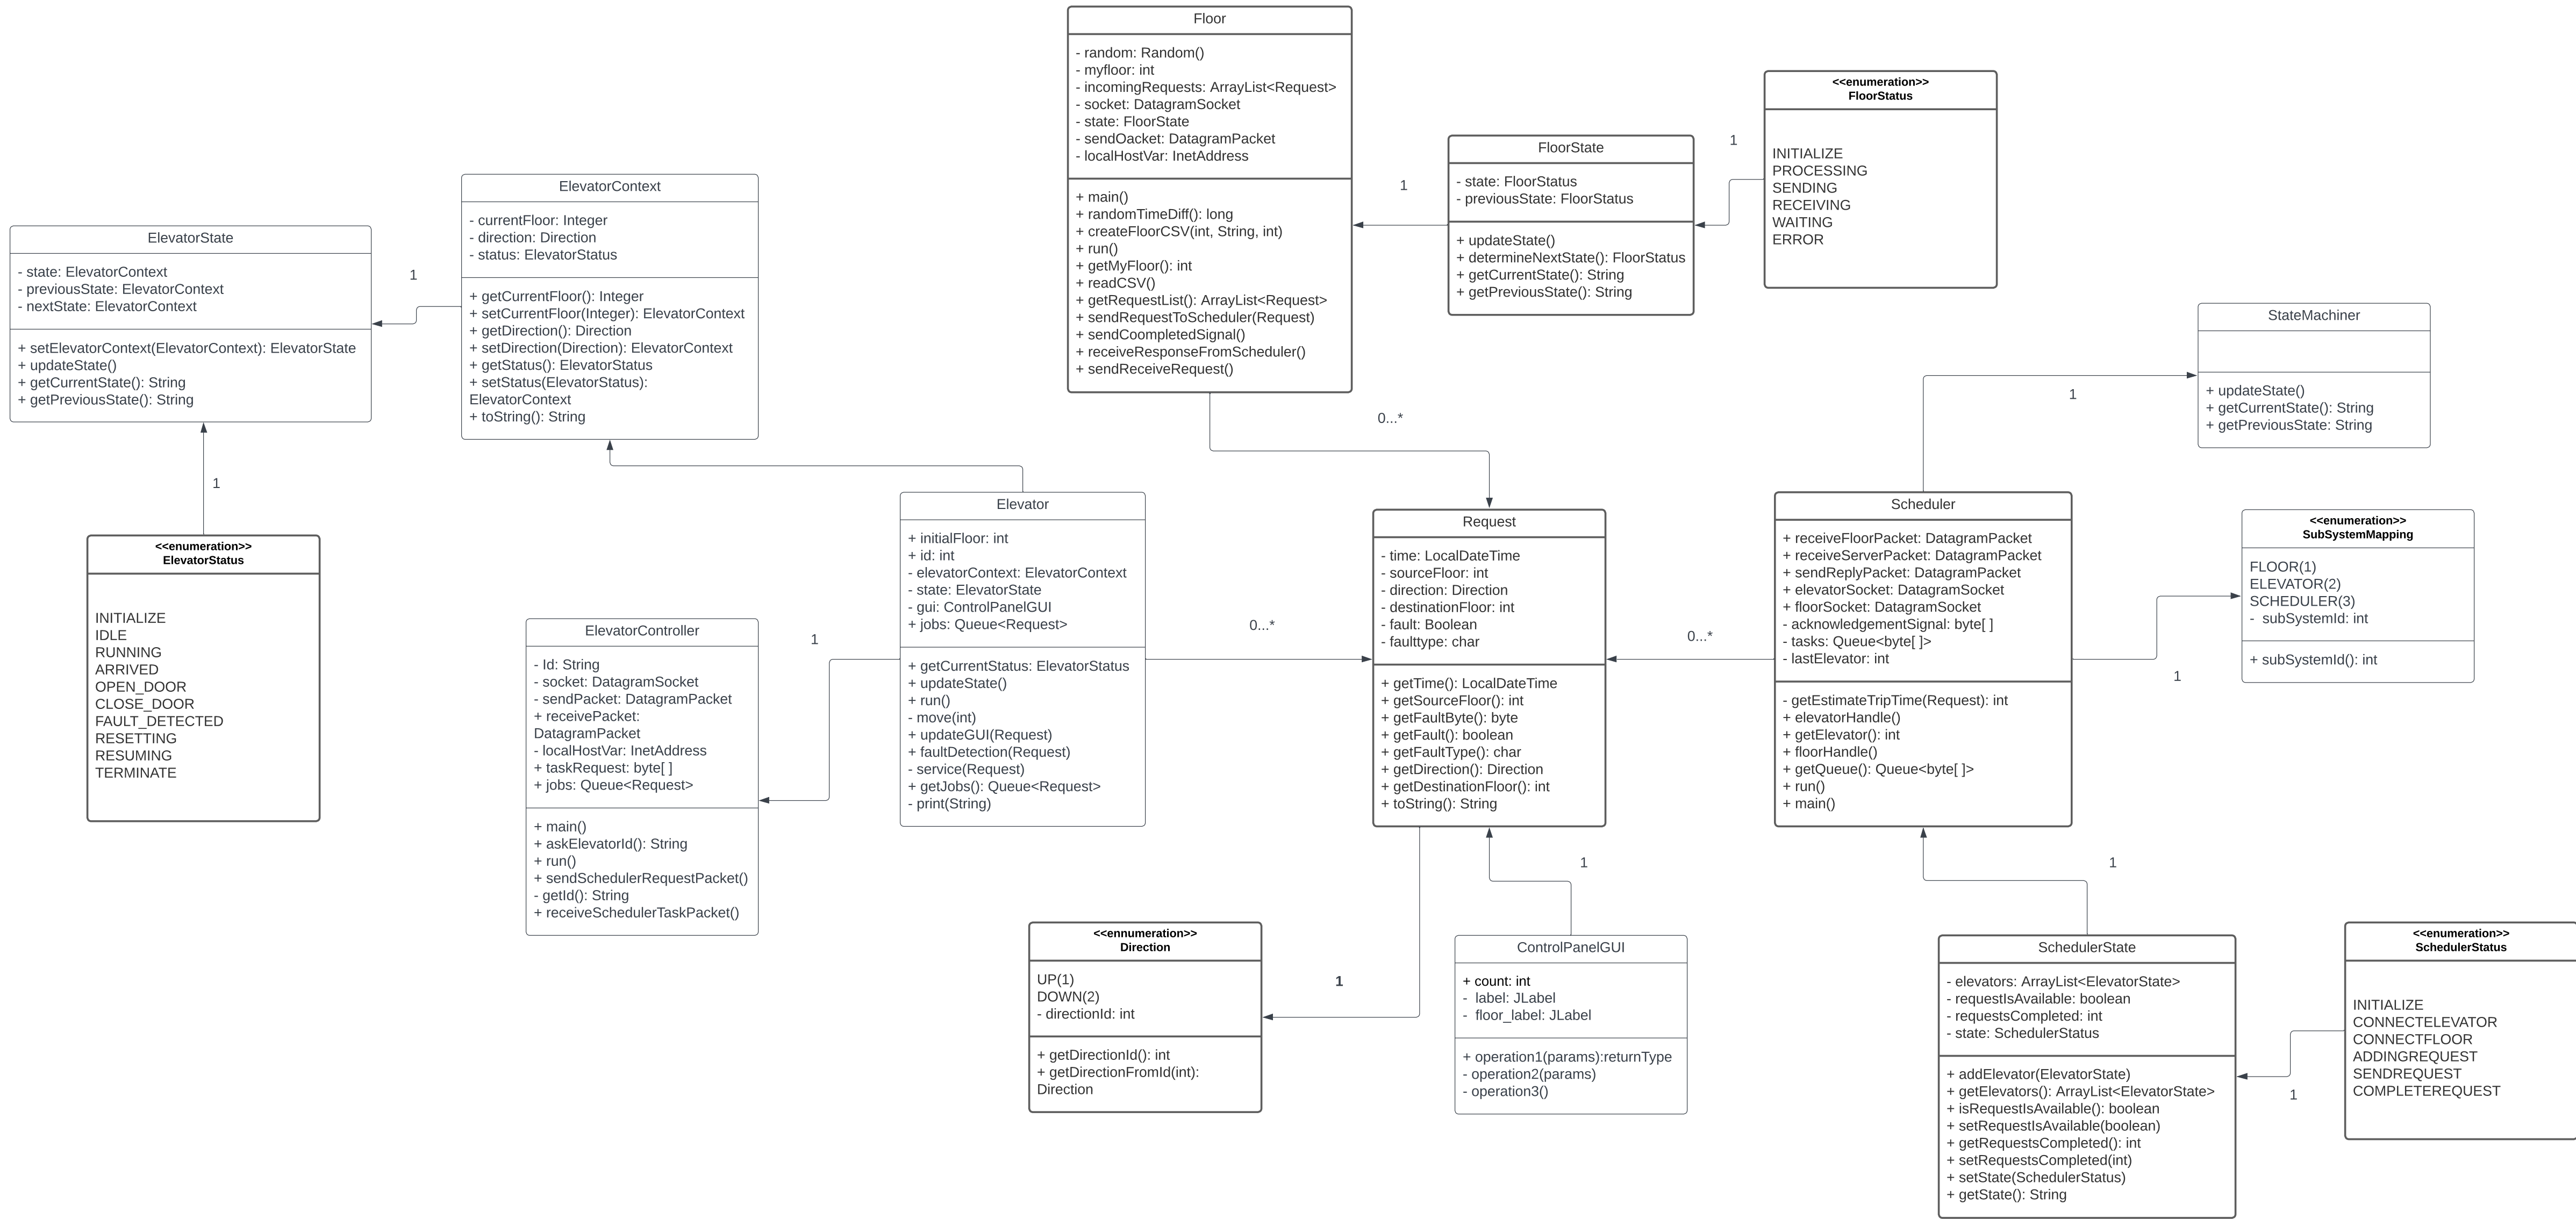 Floor
- random: Random()
- myfloor: int
- incomingRequests: ArrayList<Request>
- socket: DatagramSocket
- state: FloorState
- sendOacket: DatagramPacket
- localHostVar: InetAddress
+ main()
+ randomTimeDiff(): long
+ createFloorCSV(int, String, int)
+ run()
+ getMyFloor(): int
+ readCSV()
+ getRequestList(): ArrayList<Request>
+ sendRequestToScheduler(Request)
+ sendCoompletedSignal()
+ receiveResponseFromScheduler()
+ sendReceiveRequest()
1
FloorState
- state: FloorStatus
- previousState: FloorStatus
+ updateState()
+ determineNextState(): FloorStatus
+ getCurrentState(): String
+ getPreviousState(): String
1
<<enumeration>>
FloorStatus
INITIALIZE
PROCESSING
SENDING
RECEIVING
WAITING
ERROR
ElevatorState
- state: ElevatorContext
- previousState: ElevatorContext
- nextState: ElevatorContext
+ setElevatorContext(ElevatorContext): ElevatorState
+ updateState()
+ getCurrentState(): String
+ getPreviousState(): String
1
ElevatorContext
- currentFloor: Integer
- direction: Direction
- status: ElevatorStatus
+ getCurrentFloor(): Integer
+ setCurrentFloor(Integer): ElevatorContext
+ getDirection(): Direction
+ setDirection(Direction): ElevatorContext
+ getStatus(): ElevatorStatus
+ setStatus(ElevatorStatus):
ElevatorContext
+ toString(): String
StateMachiner
+ updateState()
+ getCurrentState(): String
+ getPreviousState: String
1
0...*
1
<<enumeration>>
ElevatorStatus
INITIALIZE
IDLE
RUNNING
ARRIVED
OPEN_DOOR
CLOSE_DOOR
FAULT_DETECTED
RESETTING
RESUMING
TERMINATE
ElevatorController
- Id: String
- socket: DatagramSocket
- sendPacket: DatagramPacket
+ receivePacket:
DatagramPacket
- localHostVar: InetAddress
+ taskRequest: byte[ ]
+ jobs: Queue<Request>
+ main()
+ askElevatorId(): String
+ run()
+ sendSchedulerRequestPacket()
- getId(): String
+ receiveSchedulerTaskPacket()
1
Elevator
+ initialFloor: int
+ id: int
- elevatorContext: ElevatorContext
- state: ElevatorState
- gui: ControlPanelGUI
+ jobs: Queue<Request>
+ getCurrentStatus: ElevatorStatus
+ updateState()
+ run()
- move(int)
+ updateGUI(Request)
+ faultDetection(Request)
- service(Request)
+ getJobs(): Queue<Request>
- print(String)
0...*
Request
- time: LocalDateTime
- sourceFloor: int
- direction: Direction
- destinationFloor: int
- fault: Boolean
- faulttype: char
+ getTime(): LocalDateTime
+ getSourceFloor(): int
+ getFaultByte(): byte
+ getFault(): boolean
+ getFaultType(): char
+ getDirection(): Direction
+ getDestinationFloor(): int
+ toString(): String
0...*
Scheduler
+ receiveFloorPacket: DatagramPacket
+ receiveServerPacket: DatagramPacket
+ sendReplyPacket: DatagramPacket
+ elevatorSocket: DatagramSocket
+ floorSocket: DatagramSocket
- acknowledgementSignal: byte[ ]
- tasks: Queue<byte[ ]>
- lastElevator: int
- getEstimateTripTime(Request): int
+ elevatorHandle()
+ getElevator(): int
+ floorHandle()
+ getQueue(): Queue<byte[ ]>
+ run()
+ main()
1
<<enumeration>>
SubSystemMapping
FLOOR(1)
ELEVATOR(2)
SCHEDULER(3)
- subSystemId: int
+ subSystemId(): int
1
1
<<ennumeration>>
Direction
UP(1)
DOWN(2)
- directionId: int
+ getDirectionId(): int
+ getDirectionFromId(int):
Direction
1
ControlPanelGUI
+ count: int
- label: JLabel
- floor_label: JLabel
+ operation1(params):returnType
- operation2(params)
- operation3()
SchedulerState
- elevators: ArrayList<ElevatorState>
- requestIsAvailable: boolean
- requestsCompleted: int
- state: SchedulerStatus
+ addElevator(ElevatorState)
+ getElevators(): ArrayList<ElevatorState>
+ isRequestIsAvailable(): boolean
+ setRequestIsAvailable(boolean)
+ getRequestsCompleted(): int
+ setRequestsCompleted(int)
+ setState(SchedulerStatus)
+ getState(): String
1
<<enumeration>>
SchedulerStatus
INITIALIZE
CONNECTELEVATOR
CONNECTFLOOR
ADDINGREQUEST
SENDREQUEST
COMPLETEREQUEST